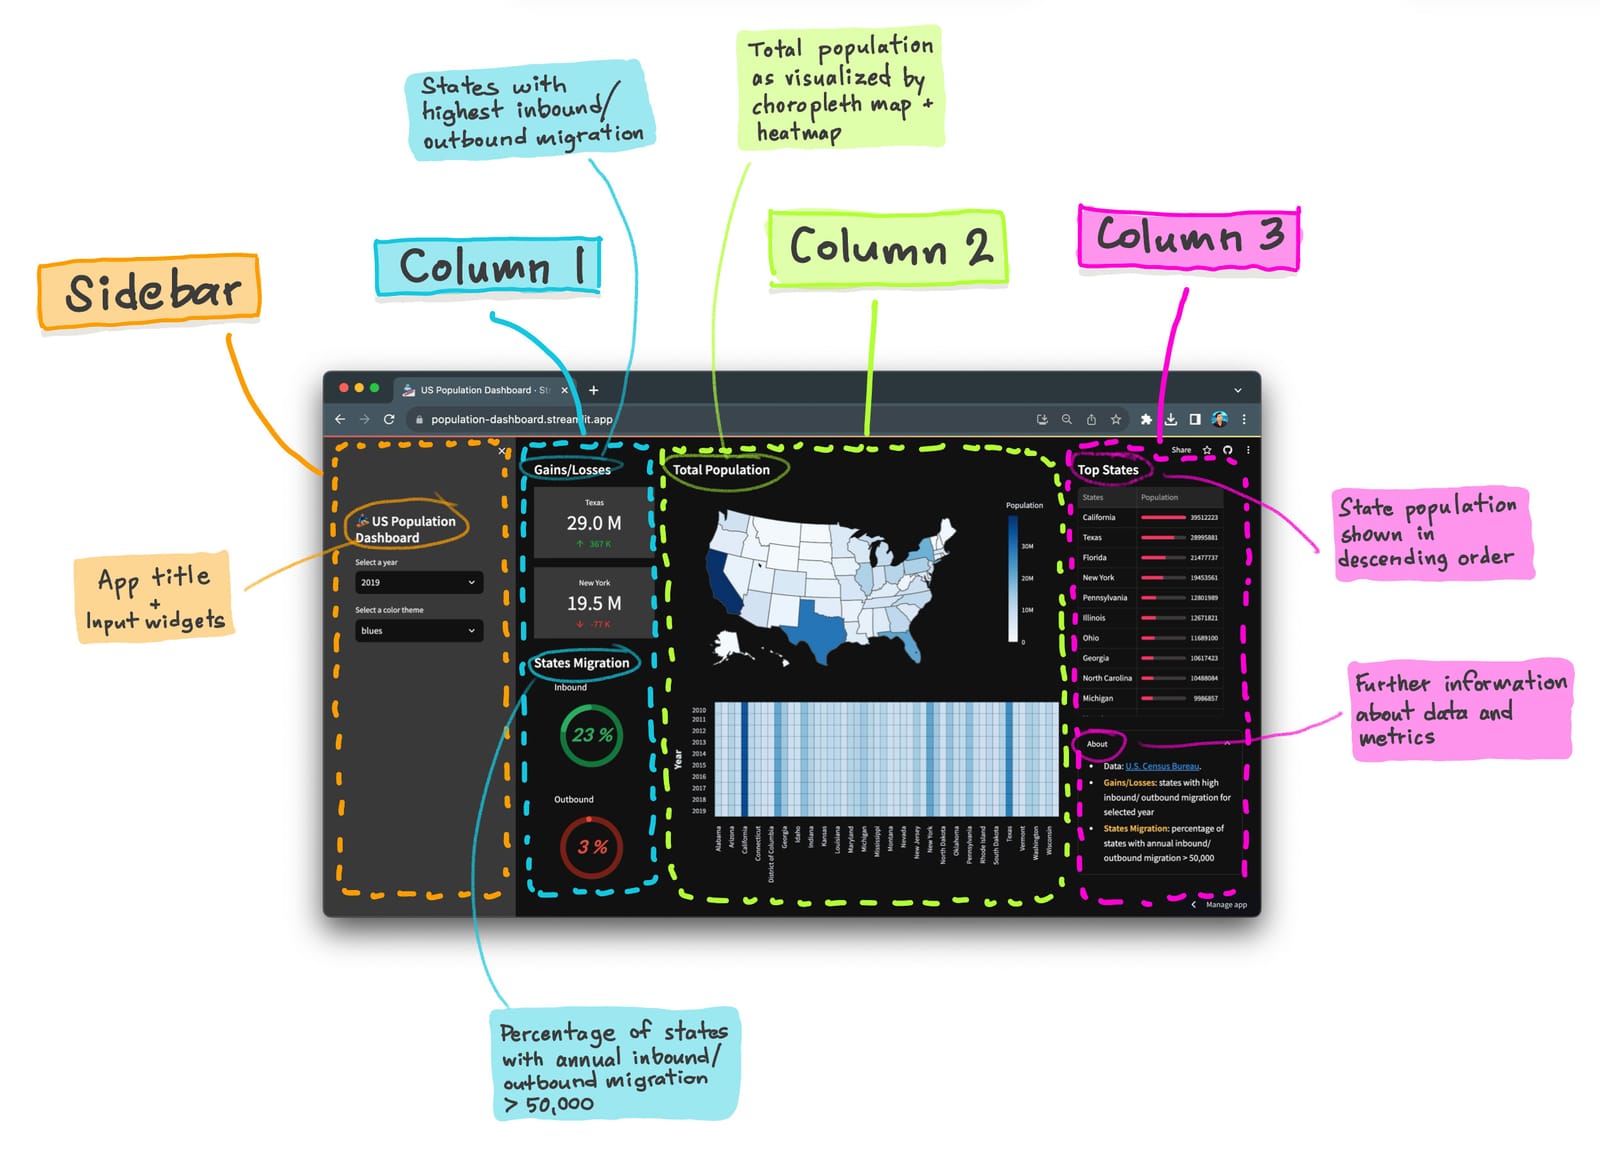 States with
highest inbound/
outbound migration
Total population
as visualized by
choropleth map +
heatmap
Sidebar
Column 1
Column 2
Column 3
App title
+
Input widgets
US Population Dashboard · St
population-dashboard.streamlit.app
US Population
Dashboard
Select a year
2019
Select a color theme
blues
Gains/Losses
Texas
29.0 M
↑ 367 K
New York
19.5 M
↓ -77 K
States Migration
Inbound
23 %
Outbound
3 %
Total Population
Population
30M
20M
10M
0
Year
2010
2011
2012
2013
2014
2015
2016
2017
2018
2019
Alabama
Arizona
California
Connecticut
District of Columbia
Georgia
Idaho
Indiana
Kansas
Louisiana
Maryland
Michigan
Mississippi
Montana
Nevada
New Jersey
New York
North Dakota
Oklahoma
Pennsylvania
Rhode Island
South Dakota
Texas
Vermont
Washington
Wisconsin
Share
Top States
States Population
California 39512223
Texas 28995881
Florida 21477737
New York 19453561
Pennsylvania 12801989
Illinois 12671821
Ohio 11689100
Georgia 10617423
North Carolina 10488084
Michigan 9986857
About
• Data: U.S. Census Bureau.
• Gains/Losses: states with high
inbound/ outbound migration for
selected year
• States Migration: percentage of
states with annual inbound/
outbound migration > 50,000
Manage app
State population
shown in
descending order
Further information
about data and
metrics
Percentage of states
with annual inbound/
outbound migration
> 50,000